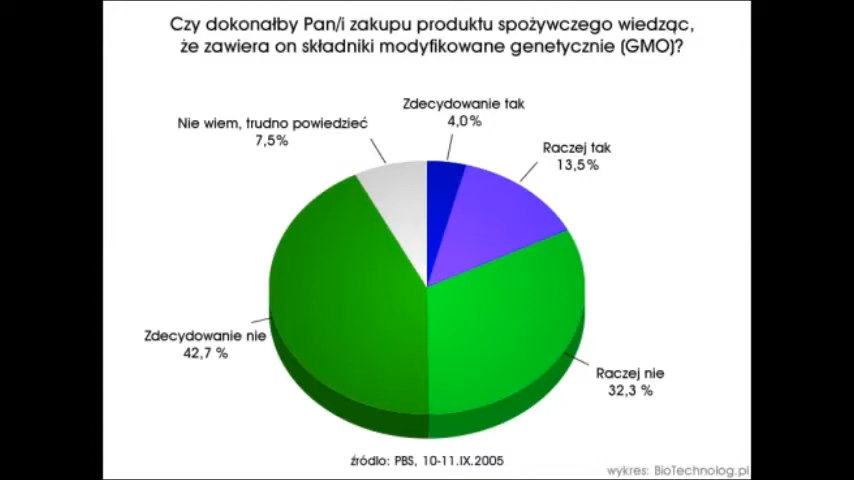 Czy dokonałby Pan/i zakupu produktu spożywczego wiedząc,
że zawiera on składniki modyfikowane genetycznie (GMO)?
Zdecydowanie tak
4,0%
Nie wiem, trudno powiedzieć
7,5%
Raczej tak
13,5%
Zdecydowanie nie
42,7 %
Raczej nie
32,3 %
źródło: PBS, 10-11.IX.2005
wykres: BioTechnolog.pl